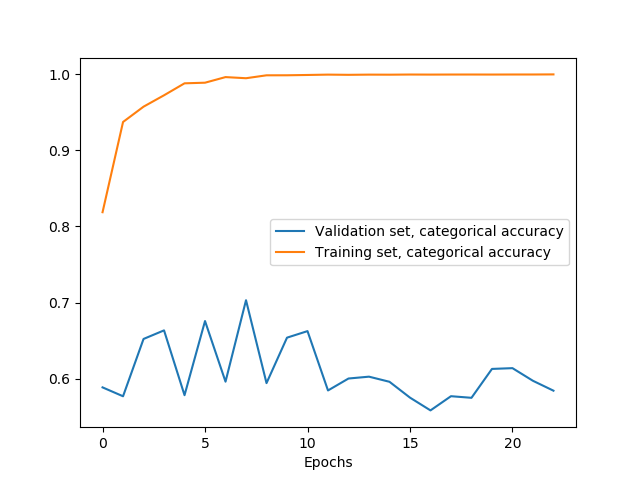 1.0
0.9
0.8
0.7
0.6
Validation set, categorical accuracy
Training set, categorical accuracy
0 5 10 15 20
Epochs